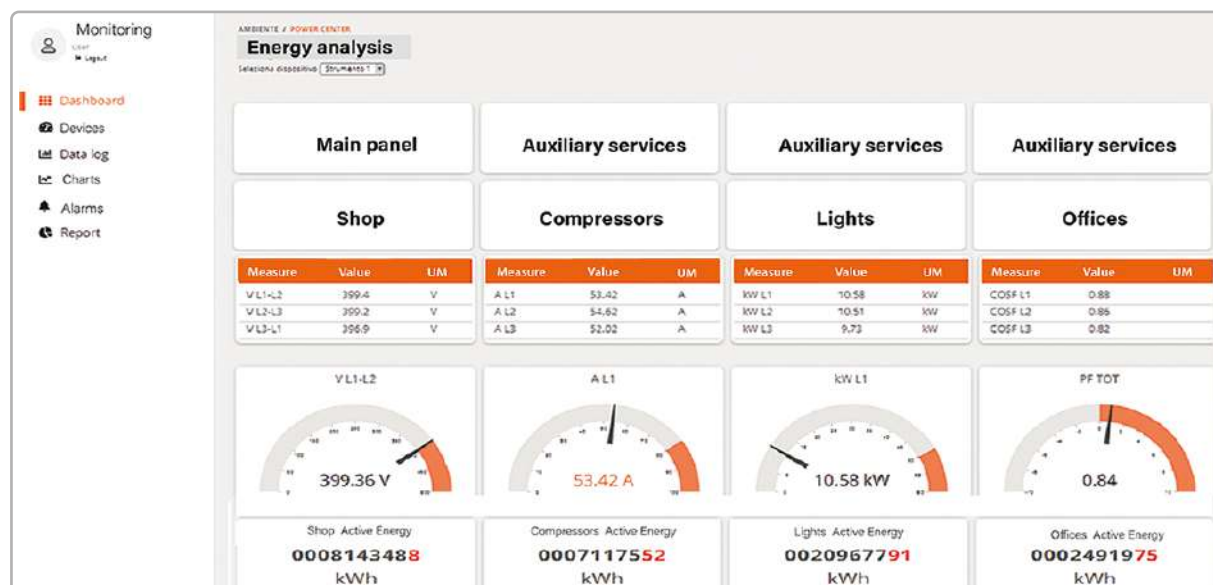 Monitoring
User
Logout
Dashboard
Devices
Data log
Charts
Alarms
Report
AMBIENTE / POWER CENTER
Energy analysis
Seleziona dispositivo Strumento 1
Main panel
Auxiliary services
Auxiliary services
Auxiliary services
Shop
Compressors
Lights
Offices
Measure Value UM
V L1-L2 399.4 V
V L2-L3 399.2 V
V L3-L1 396.9 V
Measure Value UM
A L1 53.42 A
A L2 54.62 A
A L3 52.02 A
Measure Value UM
kW L1 10.58 kW
kW L2 10.51 kW
kW L3 9.73 kW
Measure Value UM
COSF L1 0.88
COSF L2 0.86
COSF L3 0.82
V L1-L2
399.36 V
A L1
53.42 A
kW L1
10.58 kW
PF TOT
0.84
Shop Active Energy
0008143488
kWh
Compressors Active Energy
0007117552
kWh
Lights Active Energy
0020967791
kWh
Offices Active Energy
0002491975
kWh